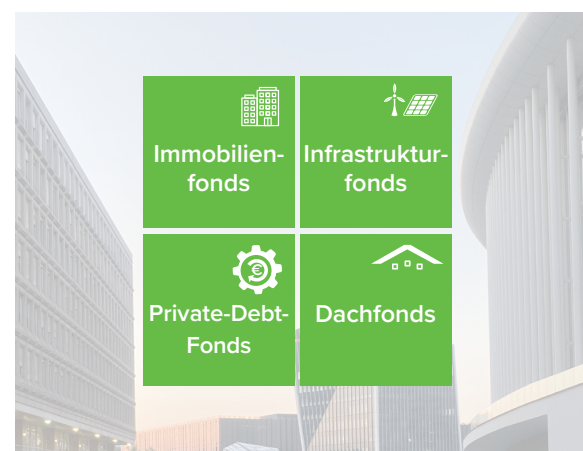 Immobilien-
fonds
Infrastruktur-
fonds
Private-Debt-
Fonds
Dachfonds